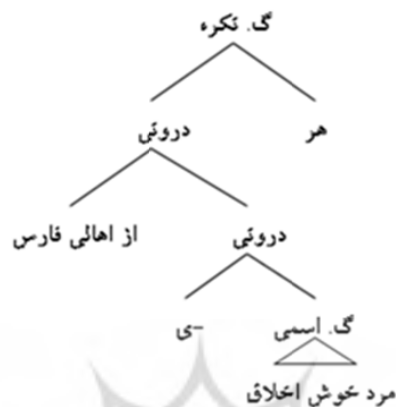 گ. نکره
هر درونی
درونی از اهالی فارس
گ. اسمی -ی
مرد خوش اخلاق